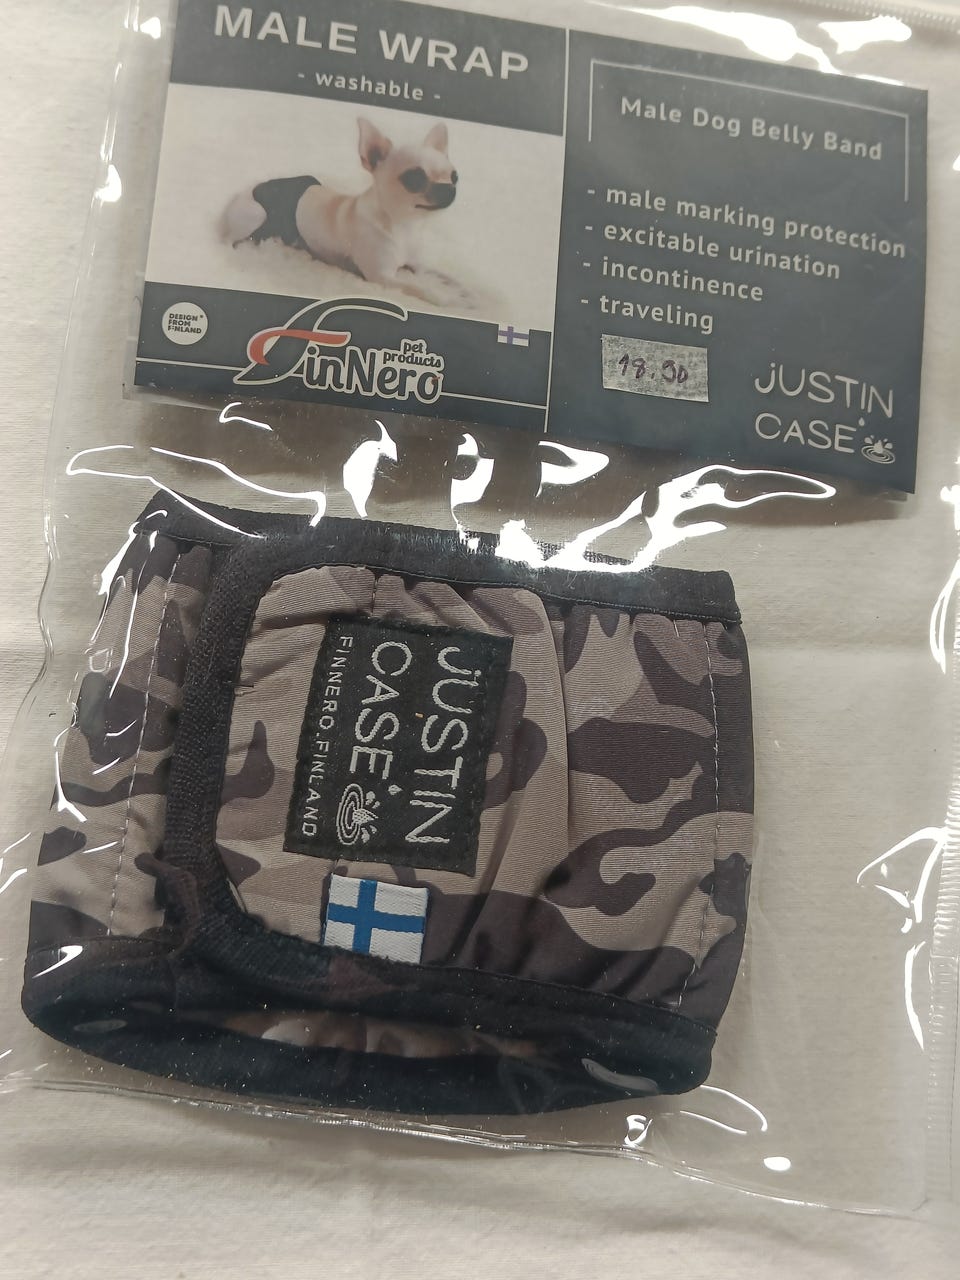 MALE WRAP
- washable -
DESIGN
FROM
FINLAND
FinNero
pet
products
Male Dog Belly Band
- male marking protection
- excitable urination
- incontinence
- traveling
18.90
jUSTIN
CASE
jUSTIN
CASE
FINNERO.FINLAND